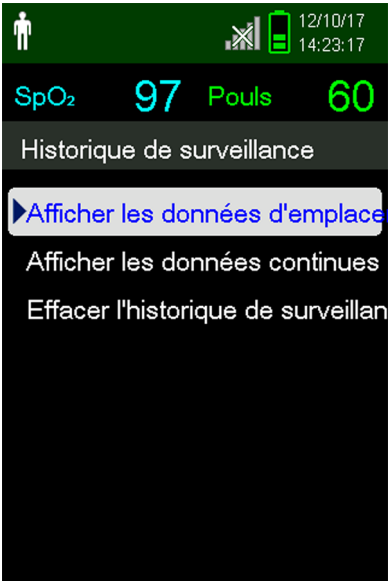 12/10/17
14:23:17
SpO₂ 97 Pouls 60
Historique de surveillance
Afficher les données d'emplace
Afficher les données continues
Effacer l'historique de surveillan